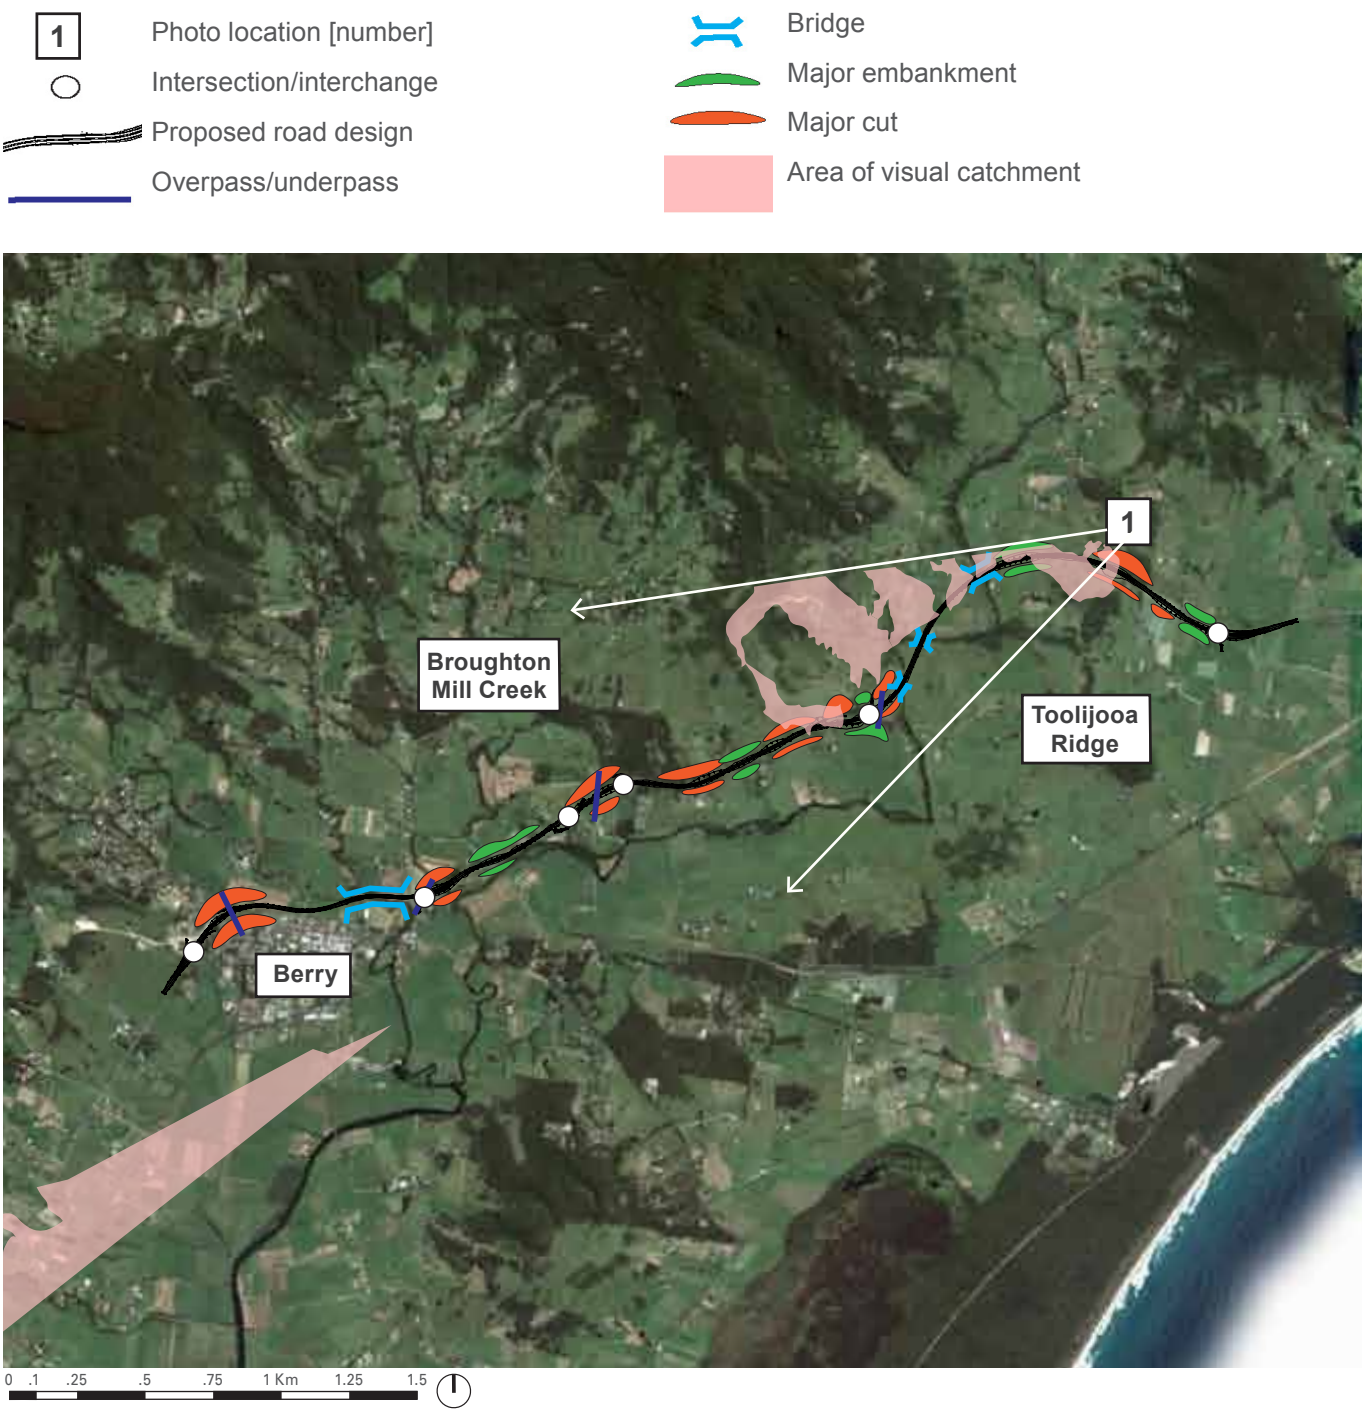 1
Photo location [number]
Intersection/interchange
Proposed road design
Overpass/underpass
Bridge
Major embankment
Major cut
Area of visual catchment
1
Broughton
Mill Creek
Toolijooa
Ridge
Berry
0 .1 .25 .5 .75 1 Km 1.25 1.5